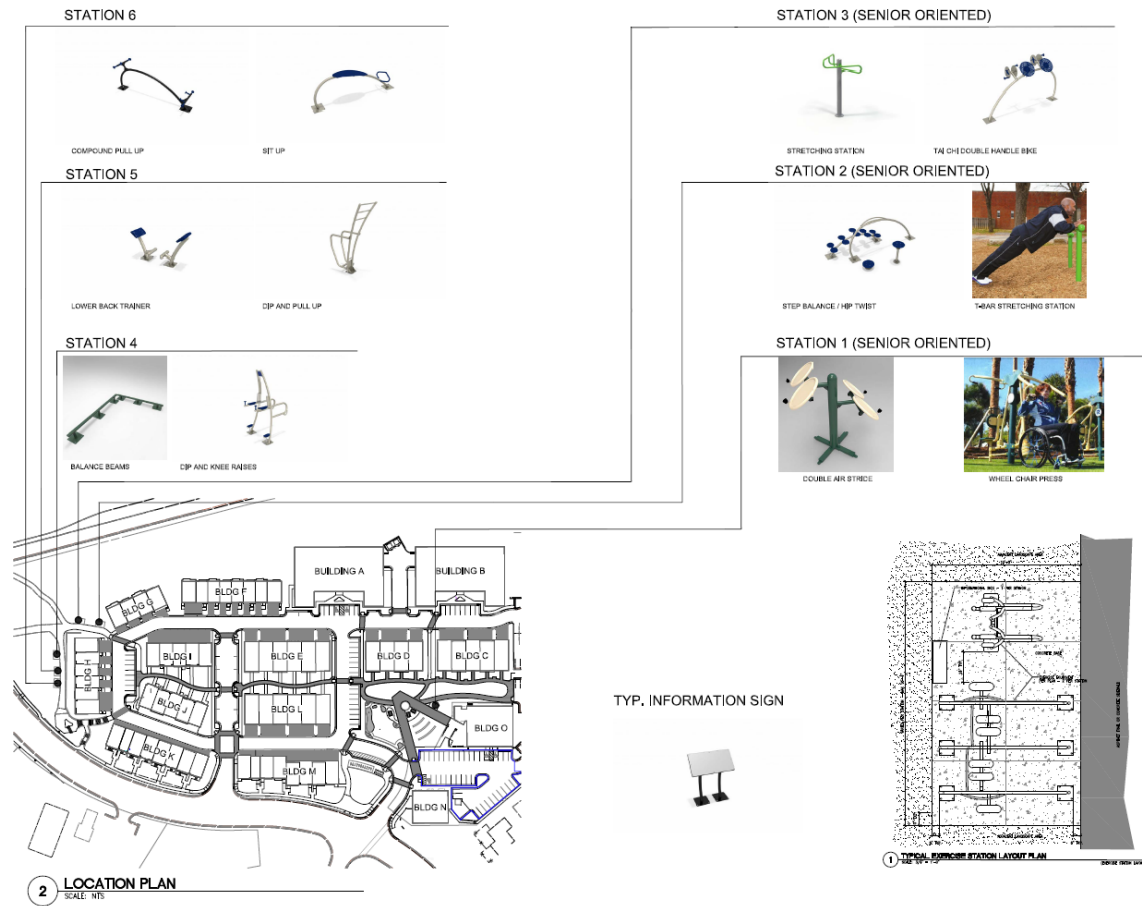 STATION 6
COMPOUND PULL UP
SIT UP
STATION 5
LOWER BACK TRAINER
DIP AND PULL UP
STATION 4
BALANCE BEAMS
DIP AND KNEE RAISES
STATION 3 (SENIOR ORIENTED)
STRETCHING STATION
TAI CHI DOUBLE HANDLE BIKE
STATION 2 (SENIOR ORIENTED)
STEP BALANCE / HIP TWIST
T-BAR STRETCHING STATION
STATION 1 (SENIOR ORIENTED)
DOUBLE AIR STRIDE
WHEEL CHAIR PRESS
BUILDING A
BUILDING B
BLDG F
BLDG G
BLDG H
BLDG I
BLDG E
BLDG D
BLDG C
BLDG J
BLDG L
BLDG O
BLDG K
BLDG M
BLDG N
2 LOCATION PLAN
SCALE: NTS
TYP. INFORMATION SIGN
CONCRETE BASE
1 TYPICAL EXERCISE STATION LAYOUT PLAN